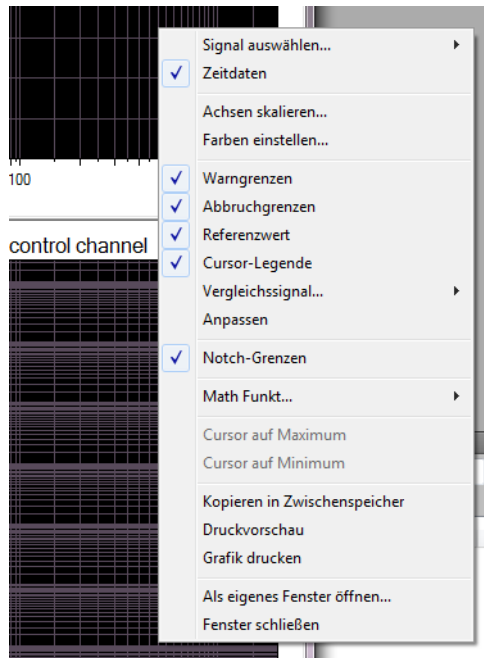 100
control channel
Signal auswählen...
Zeitdaten
Achsen skalieren...
Farben einstellen...
Warngrenzen
Abbruchgrenzen
Referenzwert
Cursor-Legende
Vergleichssignal...
Anpassen
Notch-Grenzen
Math Funkt...
Cursor auf Maximum
Cursor auf Minimum
Kopieren in Zwischenspeicher
Druckvorschau
Grafik drucken
Als eigenes Fenster öffnen...
Fenster schließen